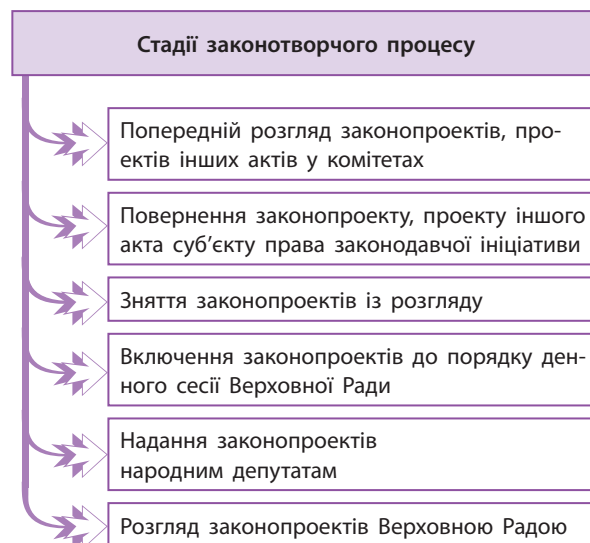 Стадії законотворчого процесу
Попередній розгляд законопроектів, про-
ектів інших актів у комітетах
Повернення законопроекту, проекту іншого
акта суб’єкту права законодавчої ініціативи
Зняття законопроектів із розгляду
Включення законопроектів до порядку ден-
ного сесії Верховної Ради
Надання законопроектів
народним депутатам
Розгляд законопроектів Верховною Радою